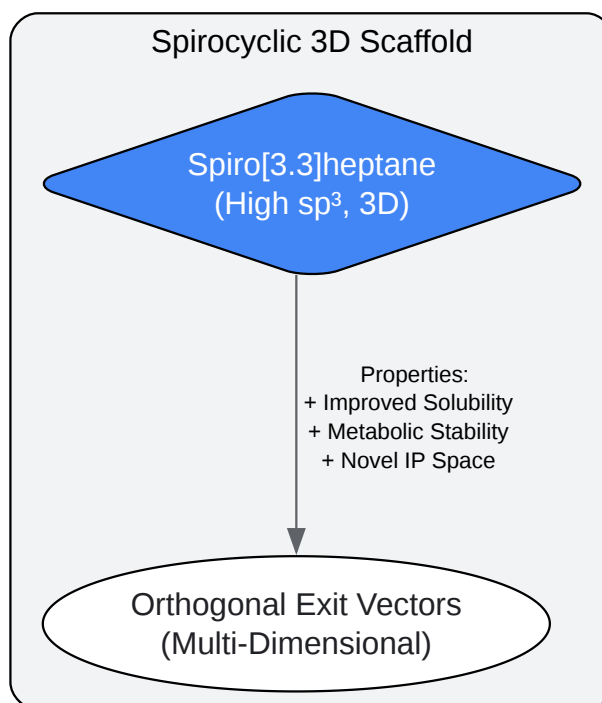 Spirocyclic 3D Scaffold
Spiro[3.3]heptane
(High sp³, 3D)
Properties:
+ Improved Solubility
+ Metabolic Stability
+ Novel IP Space
Orthogonal Exit Vectors
(Multi-Dimensional)